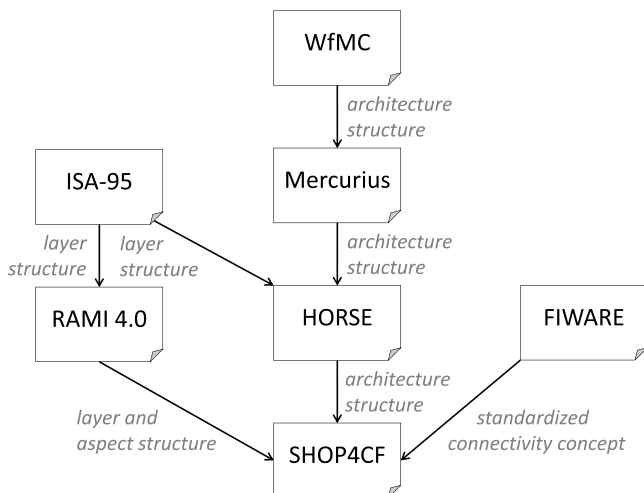 WfMC
architecture
structure
ISA-95
Mercurius
layer
structure
layer
structure
architecture
structure
RAMI 4.0
HORSE
FIWARE
layer and
aspect structure
architecture
structure
standardized
connectivity concept
SHOP4CF